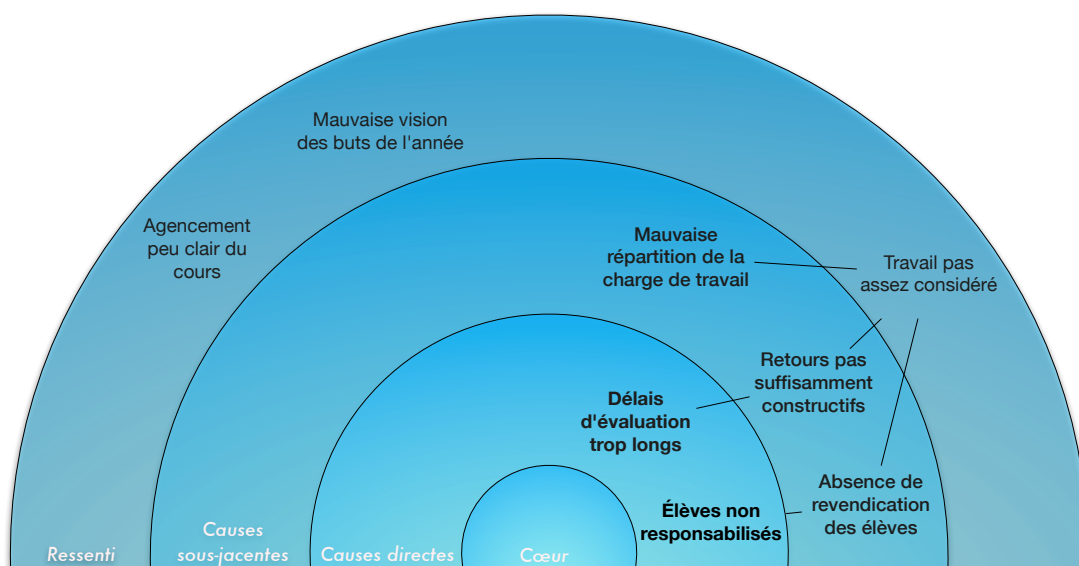 Mauvaise vision
des buts de l'année
Agencement
peu clair du
cours
Mauvaise
répartition de la
charge de travail
Travail pas
assez considéré
Retours pas
suffisamment
constructifs
Délais
d'évaluation
trop longs
Absence de
revendication
des élèves
Élèves non
responsabilisés
Ressenti
Causes
sous-jacentes
Causes directes
Cœur